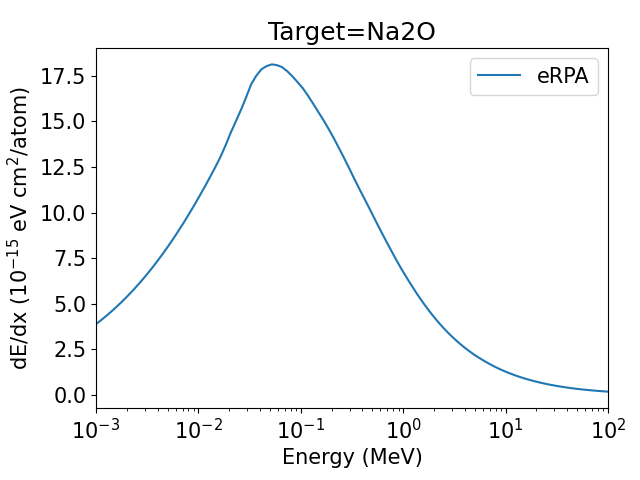 Target=Na2O
eRPA
dE/dx (10⁻¹⁵ eV cm²/atom)
17.5
15.0
12.5
10.0
7.5
5.0
2.5
0.0
10⁻³ 10⁻² 10⁻¹ 10⁰ 10¹ 10²
Energy (MeV)